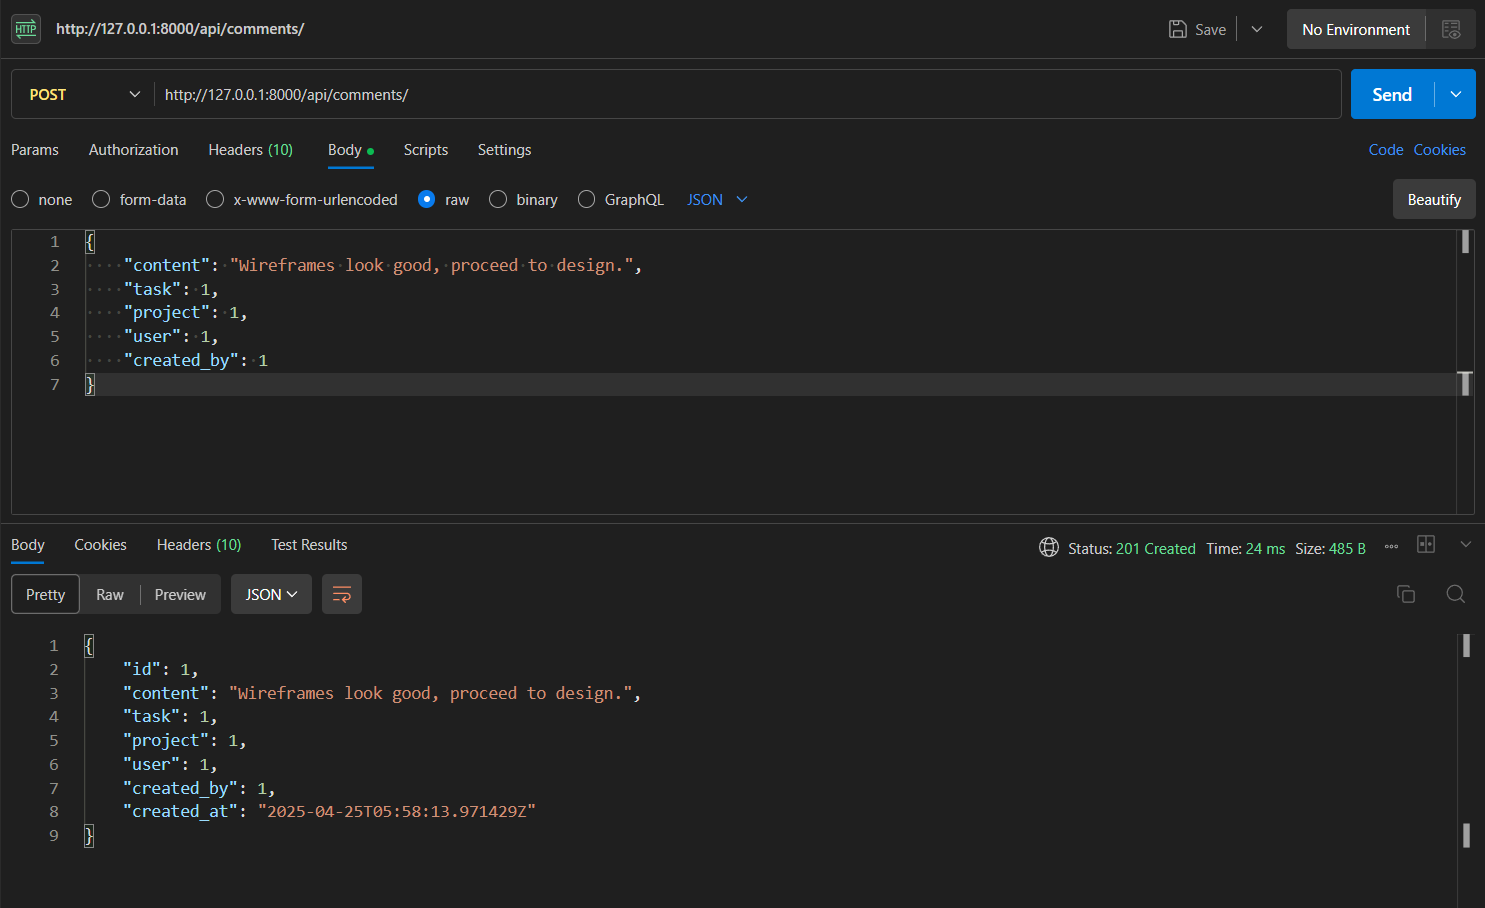 HTTP http://127.0.0.1:8000/api/comments/ Save No Environment
POST http://127.0.0.1:8000/api/comments/ Send
Params Authorization Headers (10) Body Scripts Settings Code Cookies
none form-data x-www-form-urlencoded raw binary GraphQL JSON Beautify
1 {
2 "content": "Wireframes look good, proceed to design.",
3 "task": 1,
4 "project": 1,
5 "user": 1,
6 "created_by": 1
7 }
Body Cookies Headers (10) Test Results Status: 201 Created Time: 24 ms Size: 485 B
Pretty Raw Preview JSON
1 {
2 "id": 1,
3 "content": "Wireframes look good, proceed to design.",
4 "task": 1,
5 "project": 1,
6 "user": 1,
7 "created_by": 1,
8 "created_at": "2025-04-25T05:58:13.971429Z"
9 }